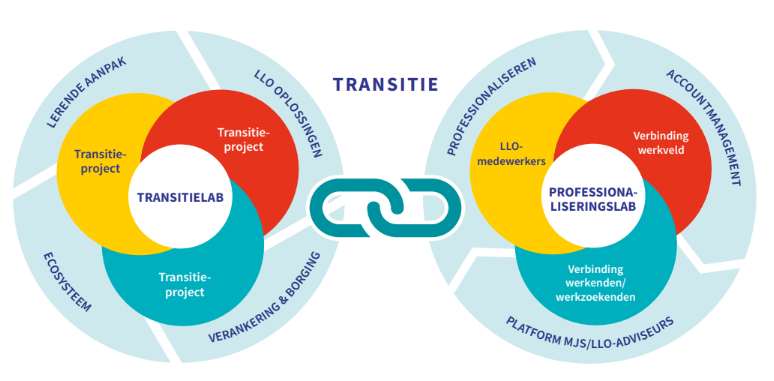 TRANSITIE
LERENDE AANPAK
LLO OPLOSSINGEN
Transitie-
project
Transitie-
project
TRANSITIELAB
Transitie-
project
ECOSYSTEEM
VERANKERING & BORGING
PROFESSIONALISEREN
ACCOUNTMANAGEMENT
LLO-
medewerkers
Verbinding
werkveld
PROFESSIONA-
LISERINGSLAB
Verbinding
werkenden/
werkzoekenden
PLATFORM MJS/LLO-ADVISEURS